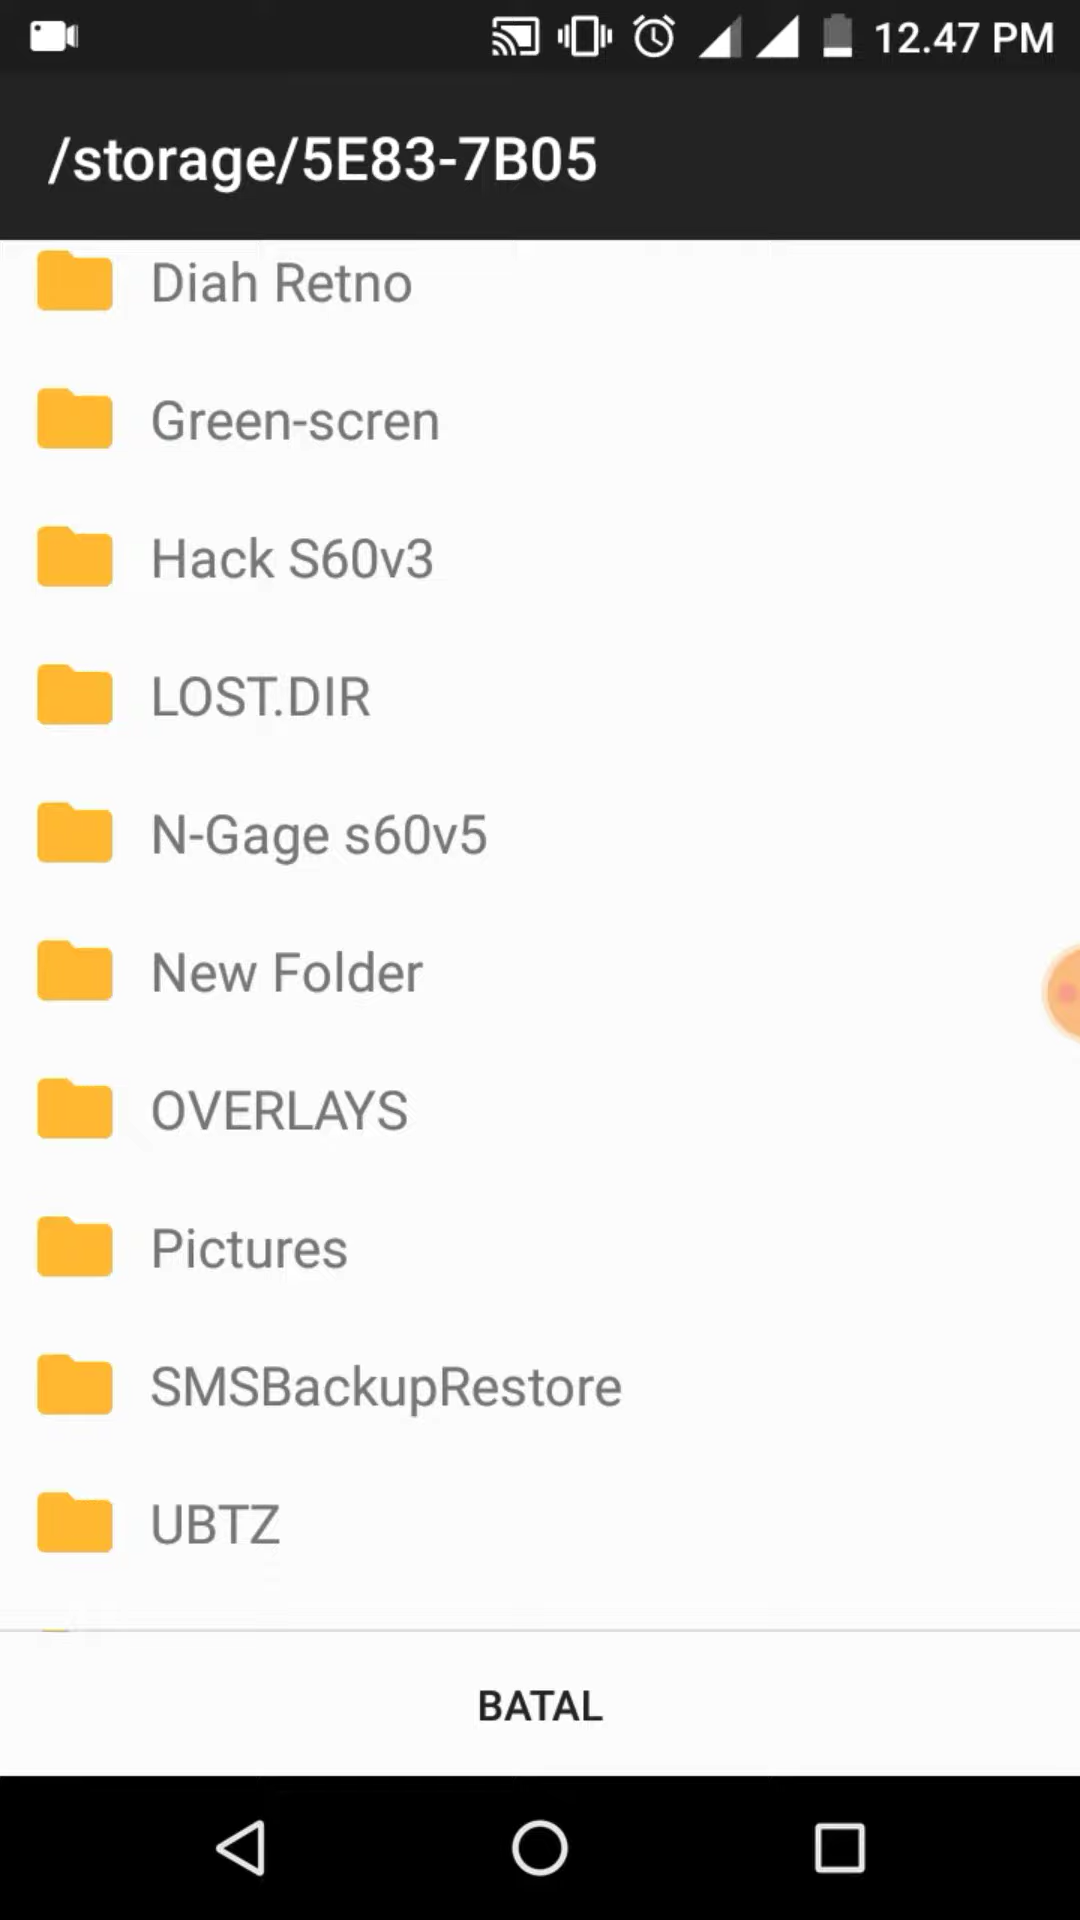 12.47 PM
/storage/5E83-7B05
Diah Retno
Green-scren
Hack S60v3
LOST.DIR
N-Gage s60v5
New Folder
OVERLAYS
Pictures
SMSBackupRestore
UBTZ
BATAL